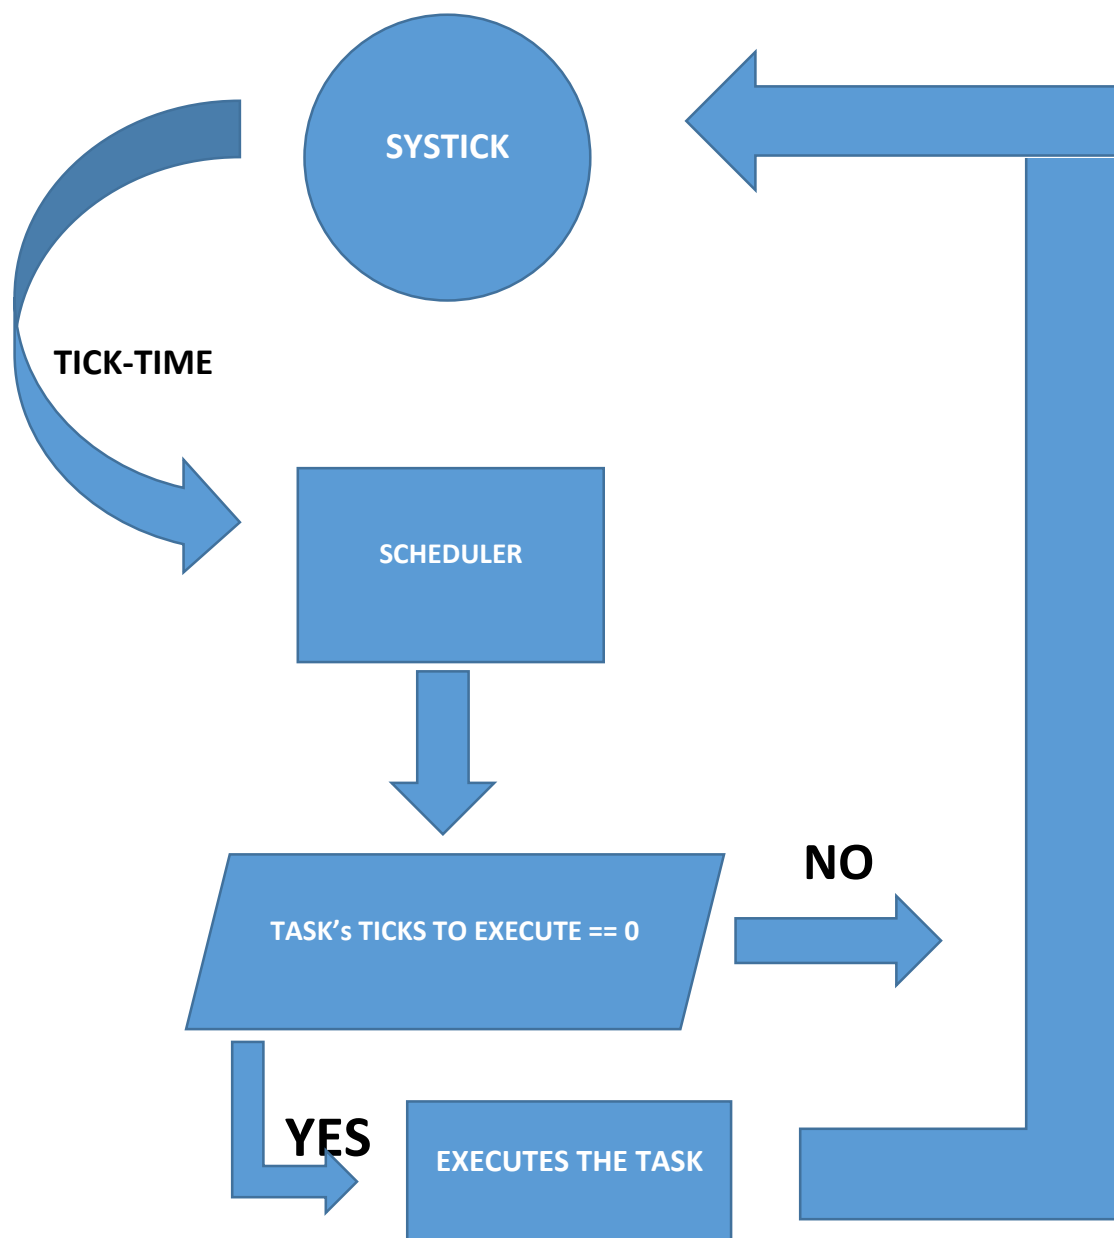 SYSTICK
TICK-TIME
SCHEDULER
NO
TASK's TICKS TO EXECUTE == 0
YES
EXECUTES THE TASK